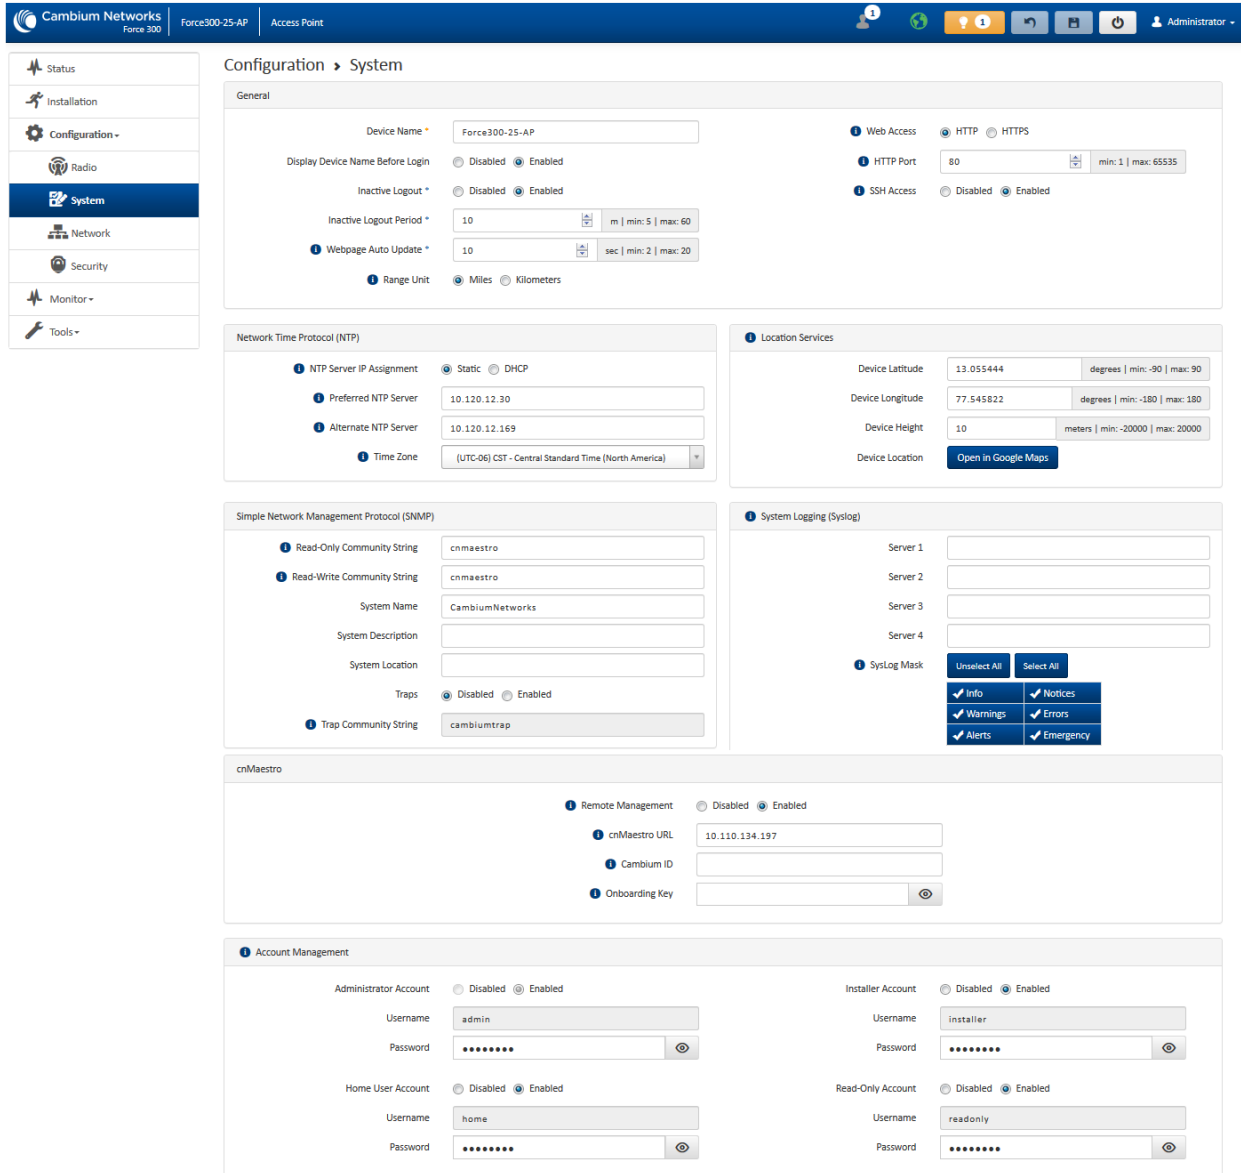 Cambium Networks
Force 300
Force300-25-AP
Access Point
1
1
Administrator
Status
Installation
Configuration
Radio
System
Network
Security
Monitor
Tools
Configuration > System
General
Device Name *
Force300-25-AP
Display Device Name Before Login
Disabled Enabled
Inactive Logout *
Disabled Enabled
Inactive Logout Period *
10
m | min: 5 | max: 60
Webpage Auto Update *
10
sec | min: 2 | max: 20
Range Unit
Miles Kilometers
Web Access
HTTP HTTPS
HTTP Port
80
min: 1 | max: 65535
SSH Access
Disabled Enabled
Network Time Protocol (NTP)
NTP Server IP Assignment
Static DHCP
Preferred NTP Server
10.120.12.30
Alternate NTP Server
10.120.12.169
Time Zone
(UTC-06) CST - Central Standard Time (North America)
Location Services
Device Latitude
13.055444
degrees | min: -90 | max: 90
Device Longitude
77.545822
degrees | min: -180 | max: 180
Device Height
10
meters | min: -20000 | max: 20000
Device Location
Open in Google Maps
Simple Network Management Protocol (SNMP)
Read-Only Community String
cnmaestro
Read-Write Community String
cnmaestro
System Name
CambiumNetworks
System Description
System Location
Traps
Disabled Enabled
Trap Community String
cambiumtrap
System Logging (Syslog)
Server 1
Server 2
Server 3
Server 4
SysLog Mask
Unselect All
Select All
Info
Notices
Warnings
Errors
Alerts
Emergency
cnMaestro
Remote Management
Disabled Enabled
cnMaestro URL
10.110.134.197
Cambium ID
Onboarding Key
Account Management
Administrator Account
Disabled Enabled
Username
admin
Password
••••••••
Installer Account
Disabled Enabled
Username
installer
Password
••••••••
Home User Account
Disabled Enabled
Username
home
Password
••••••••
Read-Only Account
Disabled Enabled
Username
readonly
Password
••••••••